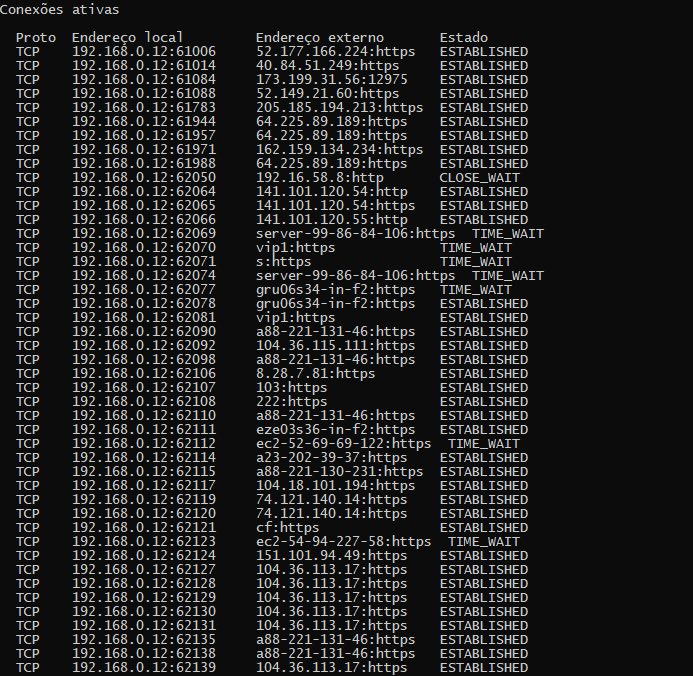 Conexões ativas
Proto Endereço local Endereço externo Estado
TCP 192.168.0.12:61006 52.177.166.224:https ESTABLISHED
TCP 192.168.0.12:61014 40.84.51.249:https ESTABLISHED
TCP 192.168.0.12:61084 173.199.31.56:12975 ESTABLISHED
TCP 192.168.0.12:61088 52.149.21.60:https ESTABLISHED
TCP 192.168.0.12:61783 205.185.194.213:https ESTABLISHED
TCP 192.168.0.12:61944 64.225.89.189:https ESTABLISHED
TCP 192.168.0.12:61957 64.225.89.189:https ESTABLISHED
TCP 192.168.0.12:61971 162.159.134.234:https ESTABLISHED
TCP 192.168.0.12:61988 64.225.89.189:https ESTABLISHED
TCP 192.168.0.12:62050 192.16.58.8:http CLOSE_WAIT
TCP 192.168.0.12:62064 141.101.120.54:http ESTABLISHED
TCP 192.168.0.12:62065 141.101.120.54:https ESTABLISHED
TCP 192.168.0.12:62066 141.101.120.55:http ESTABLISHED
TCP 192.168.0.12:62069 server-99-86-84-106:https TIME_WAIT
TCP 192.168.0.12:62070 vip1:https TIME_WAIT
TCP 192.168.0.12:62071 s:https TIME_WAIT
TCP 192.168.0.12:62074 server-99-86-84-106:https TIME_WAIT
TCP 192.168.0.12:62077 gru06s34-in-f2:https TIME_WAIT
TCP 192.168.0.12:62078 gru06s34-in-f2:https ESTABLISHED
TCP 192.168.0.12:62081 vip1:https ESTABLISHED
TCP 192.168.0.12:62090 a88-221-131-46:https ESTABLISHED
TCP 192.168.0.12:62092 104.36.115.111:https ESTABLISHED
TCP 192.168.0.12:62098 a88-221-131-46:https ESTABLISHED
TCP 192.168.0.12:62106 8.28.7.81:https ESTABLISHED
TCP 192.168.0.12:62107 103:https ESTABLISHED
TCP 192.168.0.12:62108 222:https ESTABLISHED
TCP 192.168.0.12:62110 a88-221-131-46:https ESTABLISHED
TCP 192.168.0.12:62111 eze03s36-in-f2:https ESTABLISHED
TCP 192.168.0.12:62112 ec2-52-69-69-122:https TIME_WAIT
TCP 192.168.0.12:62114 a23-202-39-37:https ESTABLISHED
TCP 192.168.0.12:62115 a88-221-130-231:https ESTABLISHED
TCP 192.168.0.12:62117 104.18.101.194:https ESTABLISHED
TCP 192.168.0.12:62119 74.121.140.14:https ESTABLISHED
TCP 192.168.0.12:62120 74.121.140.14:https ESTABLISHED
TCP 192.168.0.12:62121 cf:https ESTABLISHED
TCP 192.168.0.12:62123 ec2-54-94-227-58:https TIME_WAIT
TCP 192.168.0.12:62124 151.101.94.49:https ESTABLISHED
TCP 192.168.0.12:62127 104.36.113.17:https ESTABLISHED
TCP 192.168.0.12:62128 104.36.113.17:https ESTABLISHED
TCP 192.168.0.12:62129 104.36.113.17:https ESTABLISHED
TCP 192.168.0.12:62130 104.36.113.17:https ESTABLISHED
TCP 192.168.0.12:62131 104.36.113.17:https ESTABLISHED
TCP 192.168.0.12:62135 a88-221-131-46:https ESTABLISHED
TCP 192.168.0.12:62138 a88-221-131-46:https ESTABLISHED
TCP 192.168.0.12:62139 104.36.113.17:https ESTABLISHED